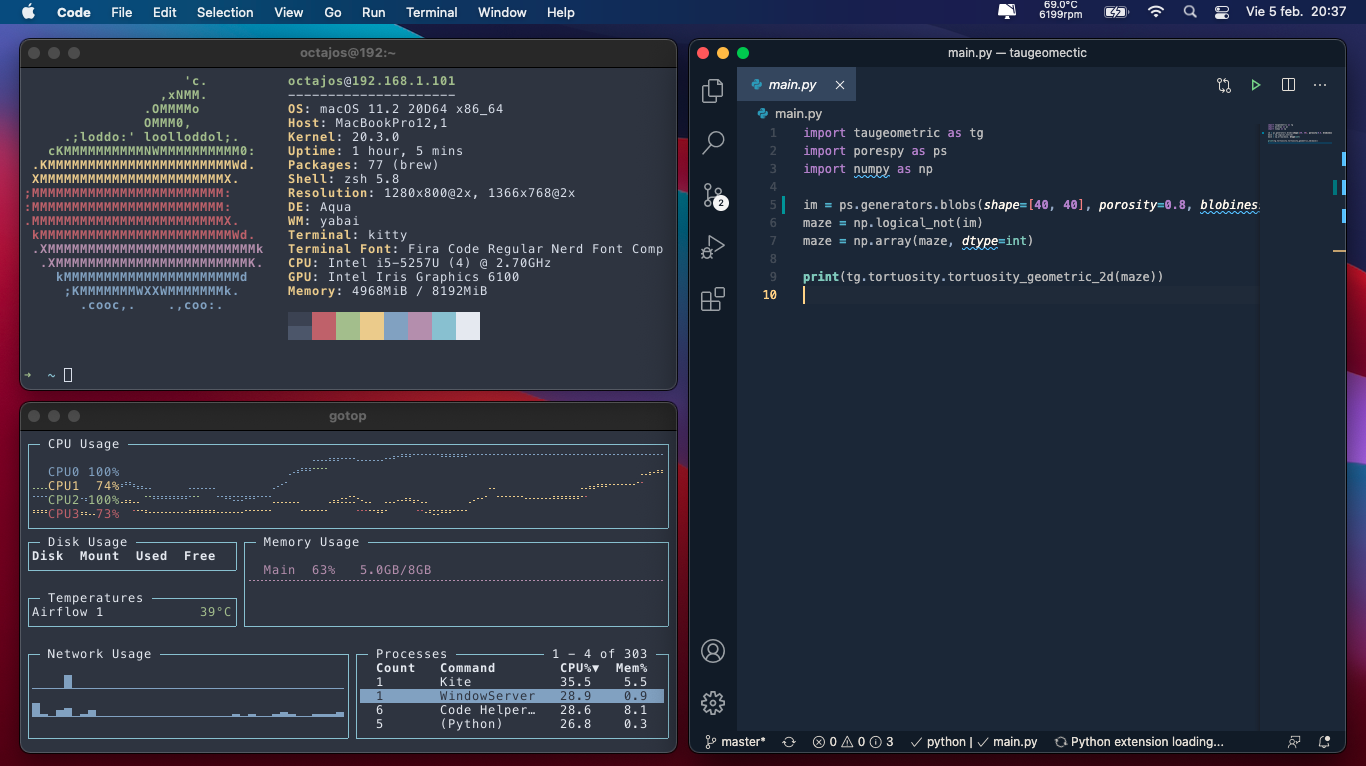 Code File Edit Selection View Go Run Terminal Window Help 69.0°C 6199rpm Vie 5 feb. 20:37
octajos@192:~
'c.
,xNMM.
.OMMMMo
OMMM0,
.;loddo:' loolloddol;.
cKMMMMMMMMMMNWMMMMMMMMMM0:
.KMMMMMMMMMMMMMMMMMMMMMMMWd.
XMMMMMMMMMMMMMMMMMMMMMMMX.
;MMMMMMMMMMMMMMMMMMMMMMMM:
:MMMMMMMMMMMMMMMMMMMMMMMM:
.MMMMMMMMMMMMMMMMMMMMMMMMX.
kMMMMMMMMMMMMMMMMMMMMMMMMWd.
.XMMMMMMMMMMMMMMMMMMMMMMMMMMk
.XMMMMMMMMMMMMMMMMMMMMMMMMK.
kMMMMMMMMMMMMMMMMMMMMMMd
;KMMMMMMMWXXWMMMMMMMk.
.cooc,. .,coo:.
octajos@192.168.1.101
---------------------
OS: macOS 11.2 20D64 x86_64
Host: MacBookPro12,1
Kernel: 20.3.0
Uptime: 1 hour, 5 mins
Packages: 77 (brew)
Shell: zsh 5.8
Resolution: 1280x800@2x, 1366x768@2x
DE: Aqua
WM: yabai
Terminal: kitty
Terminal Font: Fira Code Regular Nerd Font Comp
CPU: Intel i5-5257U (4) @ 2.70GHz
GPU: Intel Iris Graphics 6100
Memory: 4968MiB / 8192MiB
➜ ~
gotop
CPU Usage
CPU0 100%
CPU1 74%
CPU2 100%
CPU3 73%
Disk Usage
Disk Mount Used Free
Memory Usage
Main 63% 5.0GB/8GB
Temperatures
Airflow 1 39°C
Network Usage
Processes 1 - 4 of 303
Count Command CPU%▼ Mem%
1 Kite 35.5 5.5
1 WindowServer 28.9 0.9
6 Code Helper… 28.6 8.1
5 (Python) 26.8 0.3
main.py — taugeomectic
main.py
main.py
1 import taugeometric as tg
2 import porespy as ps
3 import numpy as np
4
5 im = ps.generators.blobs(shape=[40, 40], porosity=0.8, blobines
6 maze = np.logical_not(im)
7 maze = np.array(maze, dtype=int)
8
9 print(tg.tortuosity.tortuosity_geometric_2d(maze))
10
2
master* 0 0 3 python | main.py Python extension loading...